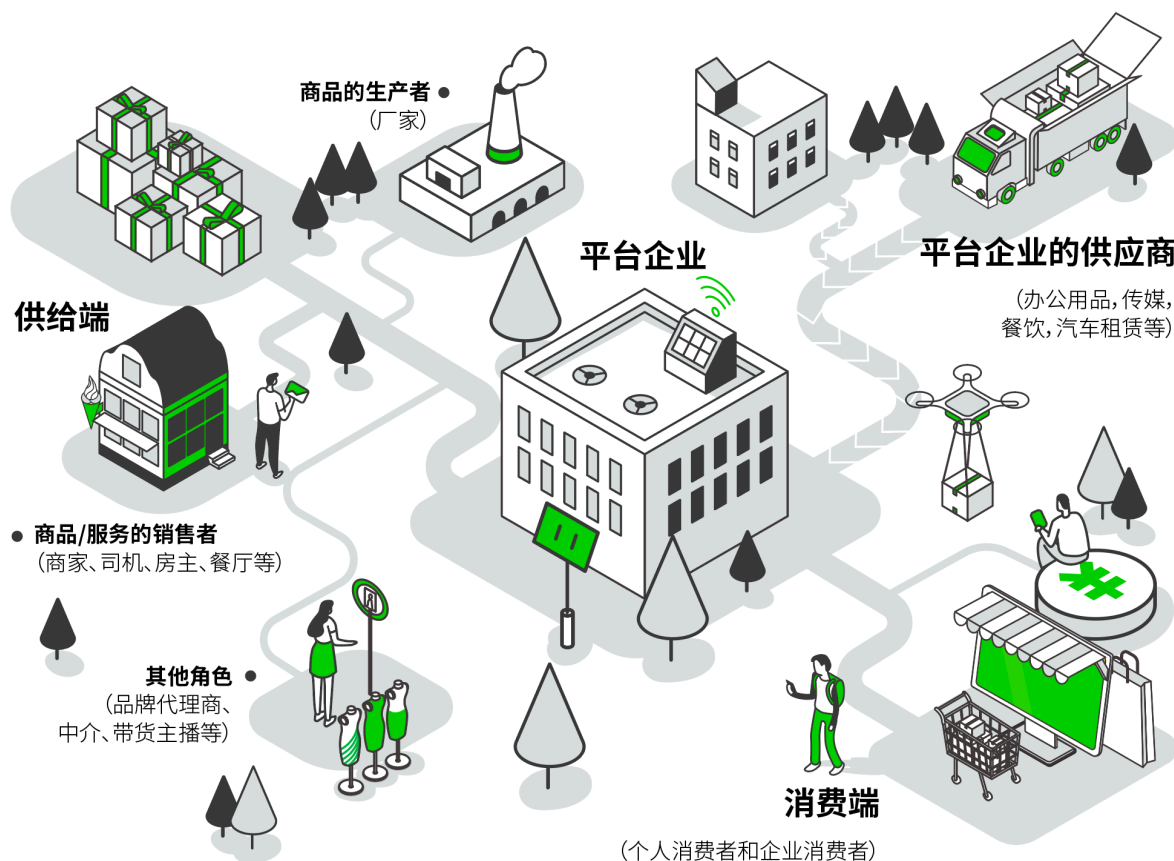 商品的生产者
(厂家)
平台企业
平台企业的供应商
(办公用品,传媒,
餐饮,汽车租赁等)
供给端
商品/服务的销售者
(商家、司机、房主、餐厅等)
其他角色
(品牌代理商、
中介、带货主播等)
消费端
(个人消费者和企业消费者)